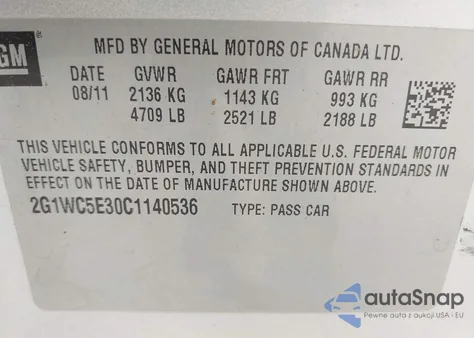 GM
MFD BY GENERAL MOTORS OF CANADA LTD.
DATE GVWR GAWR FRT GAWR RR
08/11 2136 KG 1143 KG 993 KG
4709 LB 2521 LB 2188 LB
THIS VEHICLE CONFORMS TO ALL APPLICABLE U.S. FEDERAL MOTOR
VEHICLE SAFETY, BUMPER, AND THEFT PREVENTION STANDARDS IN
EFFECT ON THE DATE OF MANUFACTURE SHOWN ABOVE.
2G1WC5E30C1140536 TYPE: PASS CAR
autoSnap
Pewne auto z aukcji USA - EU